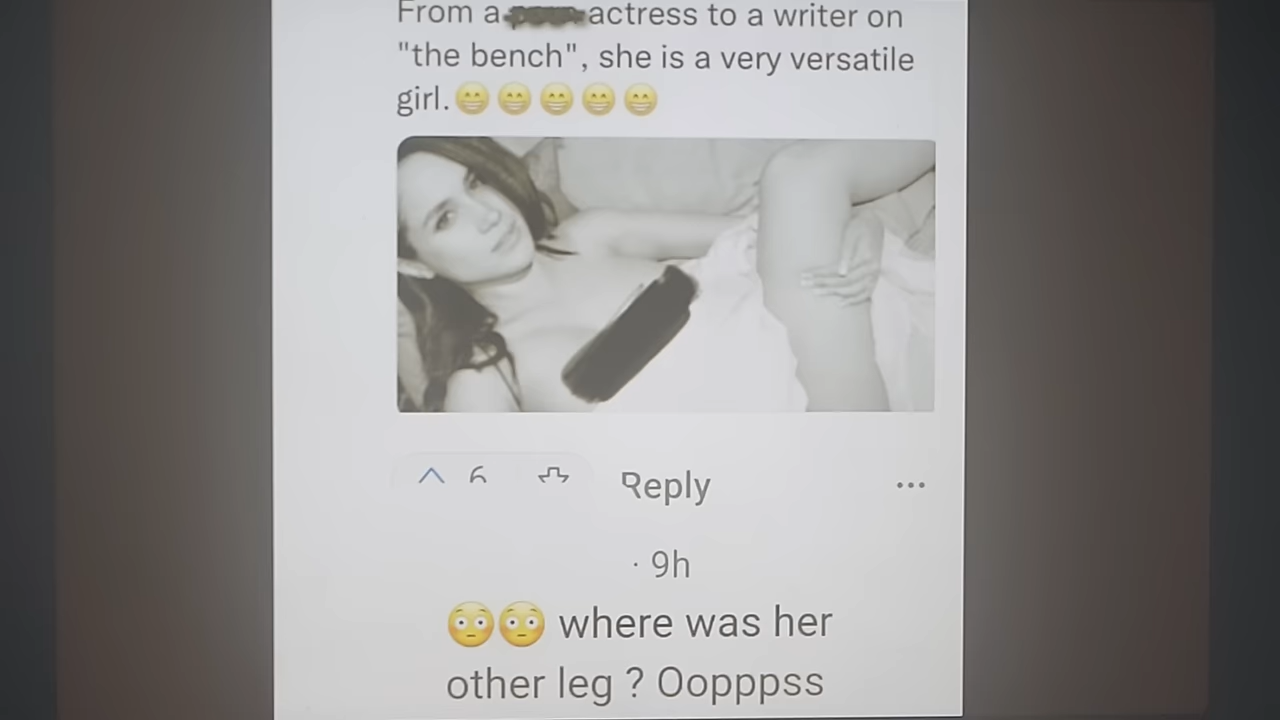 From a actress to a writer on
"the bench", she is a very versatile
girl.😁😁😁😁😁
6
Reply
...
· 9h
😳😳 where was her
other leg ? Oopppss